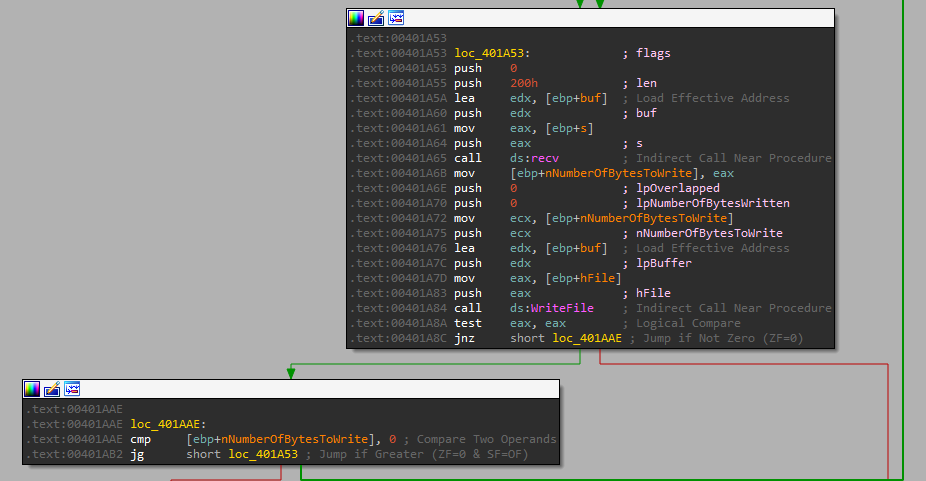 .text:00401A53
.text:00401A53 loc_401A53: ; flags
.text:00401A53 push 0
.text:00401A55 push 200h ; len
.text:00401A5A lea edx, [ebp+buf] ; Load Effective Address
.text:00401A60 push edx ; buf
.text:00401A61 mov eax, [ebp+s]
.text:00401A64 push eax ; s
.text:00401A65 call ds:recv ; Indirect Call Near Procedure
.text:00401A6B mov [ebp+nNumberOfBytesToWrite], eax
.text:00401A6E push 0 ; lpOverlapped
.text:00401A70 push 0 ; lpNumberOfBytesWritten
.text:00401A72 mov ecx, [ebp+nNumberOfBytesToWrite]
.text:00401A75 push ecx ; nNumberOfBytesToWrite
.text:00401A76 lea edx, [ebp+buf] ; Load Effective Address
.text:00401A7C push edx ; lpBuffer
.text:00401A7D mov eax, [ebp+hFile]
.text:00401A83 push eax ; hFile
.text:00401A84 call ds:WriteFile ; Indirect Call Near Procedure
.text:00401A8A test eax, eax ; Logical Compare
.text:00401A8C jnz short loc_401AAE ; Jump if Not Zero (ZF=0)
.text:00401AAE
.text:00401AAE loc_401AAE:
.text:00401AAE cmp [ebp+nNumberOfBytesToWrite], 0 ; Compare Two Operands
.text:00401AB2 jg short loc_401A53 ; Jump if Greater (ZF=0 & SF=OF)